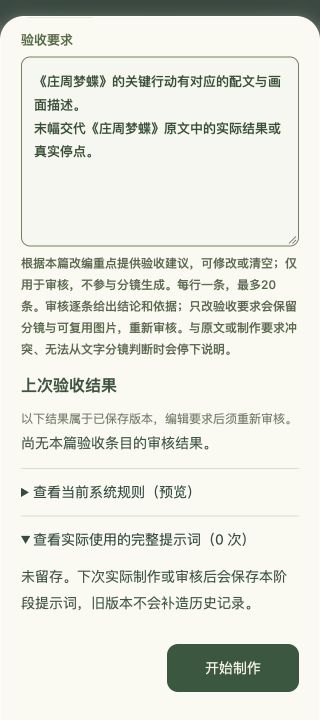 验收要求
《庄周梦蝶》的关键行动有对应的配文与画
面描述。
末幅交代《庄周梦蝶》原文中的实际结果或
真实停点。
根据本篇改编重点提供验收建议，可修改或清空；仅
用于审核，不参与分镜生成。每行一条，最多20
条。审核逐条给出结论和依据；只改验收要求会保留
分镜与可复用图片，重新审核。与原文或制作要求冲
突、无法从文字分镜判断时会停下说明。
上次验收结果
以下结果属于已保存版本，编辑要求后须重新审核。
尚无本篇验收条目的审核结果。
▶ 查看当前系统规则（预览）
▼ 查看实际使用的完整提示词（0 次）
未留存。下次实际制作或审核后会保存本阶
段提示词，旧版本不会补造历史记录。
开始制作